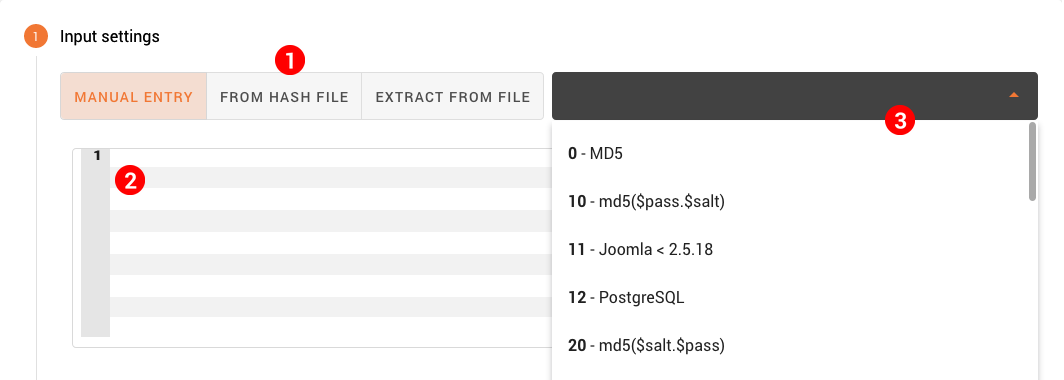 1 Input settings
1
MANUAL ENTRY FROM HASH FILE EXTRACT FROM FILE
3
0 - MD5
1
2
10 - md5($pass.$salt)
11 - Joomla < 2.5.18
12 - PostgreSQL
20 - md5($salt.$pass)